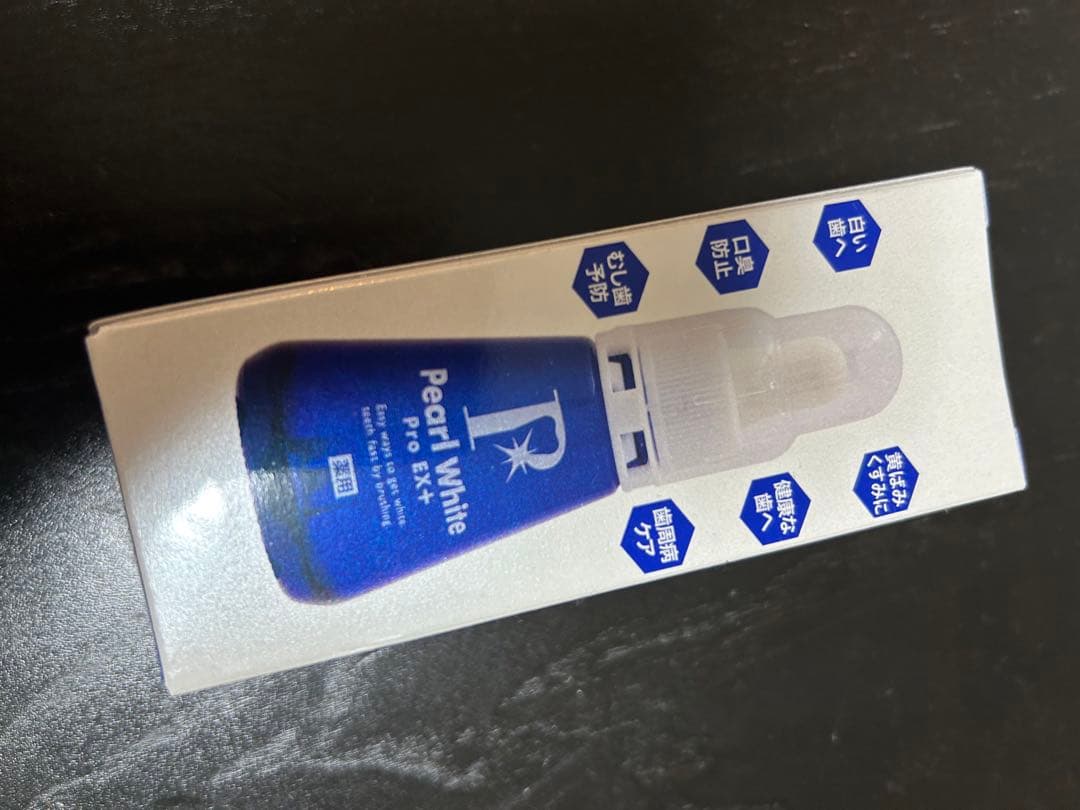 白い
歯へ
口臭
防止
むし歯
予防
黄ばみ
くすみに
健康な
歯へ
歯周病
ケア
P
Pearl White
Pro EX+
Easy ways to get white
teeth fast by brushing
薬用